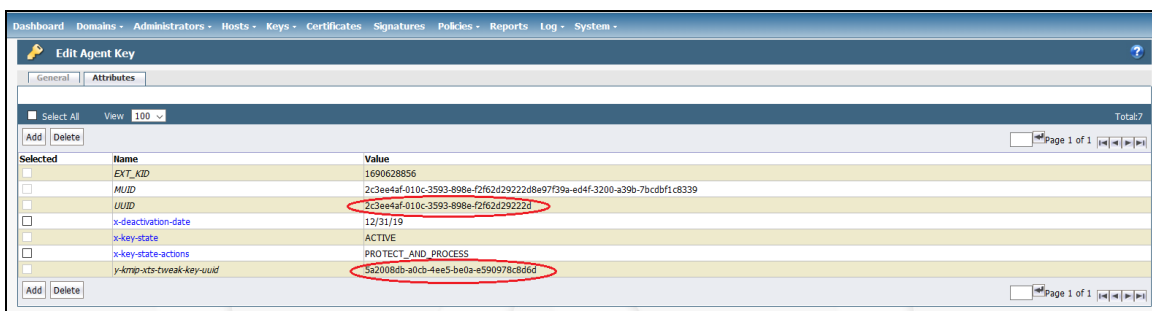 Dashboard Domains Administrators Hosts Keys Certificates Signatures Policies Reports Log System
Edit Agent Key ?
General Attributes
Select All View 100 Total:7
Add Delete Page 1 of 1
Selected Name Value
EXT_KID 1690628856
MUID 2c3ee4af-010c-3593-898e-f2f62d29222d8e97f39a-ed4f-3200-a39b-7bcdbf1c8339
UUID 2c3ee4af-010c-3593-898e-f2f62d29222d
x-deactivation-date 12/31/19
x-key-state ACTIVE
x-key-state-actions PROTECT_AND_PROCESS
y-kmip-xts-tweak-key-uuid 5a2008db-a0cb-4ee5-be0a-e590978c8d6d
Add Delete Page 1 of 1